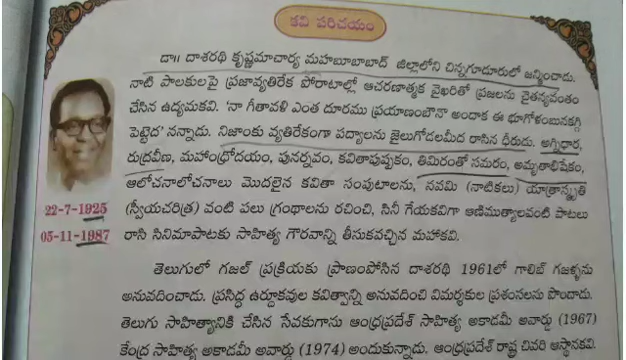 కవి పరిచయం
డా|| దాశరథి కృష్ణమాచార్య మహబూబాబాద్ జిల్లాలోని చిన్నగూడూరులో జన్మించాడు.
నాటి పాలకులపై ప్రజావ్యతిరేక పోరాటాల్లో ఆచరణాత్మక వైఖరితో ప్రజలను చైతన్యవంతం
చేసిన ఉద్యమకవి. 'నా గీతావళి ఎంత దూరము ప్రయాణంబౌనొ అందాక ఈ భూగోళంబునకగ్గి
పెట్టెద' నన్నాడు. నిజాంకు వ్యతిరేకంగా పద్యాలను జైలుగోడలమీద రాసిన ధీరుడు. అగ్నిధార,
రుద్రవీణ, మహాంధ్రోదయం, పునర్నవం, కవితాపుష్పకం, తిమిరంతో సమరం, అమృతాభిషేకం,
ఆలోచనాలోచనాలు మొదలైన కవితా సంపుటాలను, నవమి (నాటికలు) యాత్రాస్మృతి
22-7-1925
(స్వీయచరిత్ర) వంటి పలు గ్రంథాలను రచించి, సినీ గేయకవిగా ఆణిముత్యాలవంటి పాటలు
05-11-1987
రాసి సినిమాపాటకు సాహిత్య గౌరవాన్ని తీసుకవచ్చిన మహాకవి.
తెలుగులో గజల్ ప్రక్రియకు ప్రాణంపోసిన దాశరథి 1961లో గాలిబ్ గజళ్ళను
అనువదించాడు. ప్రసిద్ధ ఉర్దూకవుల కవిత్వాన్ని అనువదించి విమర్శకుల ప్రశంసలను పొందాడు.
తెలుగు సాహిత్యానికి చేసిన సేవకుగాను ఆంధ్రప్రదేశ్ సాహిత్య అకాడమీ అవార్డు (1967)
కేంద్ర సాహిత్య అకాడమీ అవార్డు (1974) అందుకున్నాడు. ఆంధ్రప్రదేశ్ రాష్ట్ర చివరి ఆస్థానకవి.